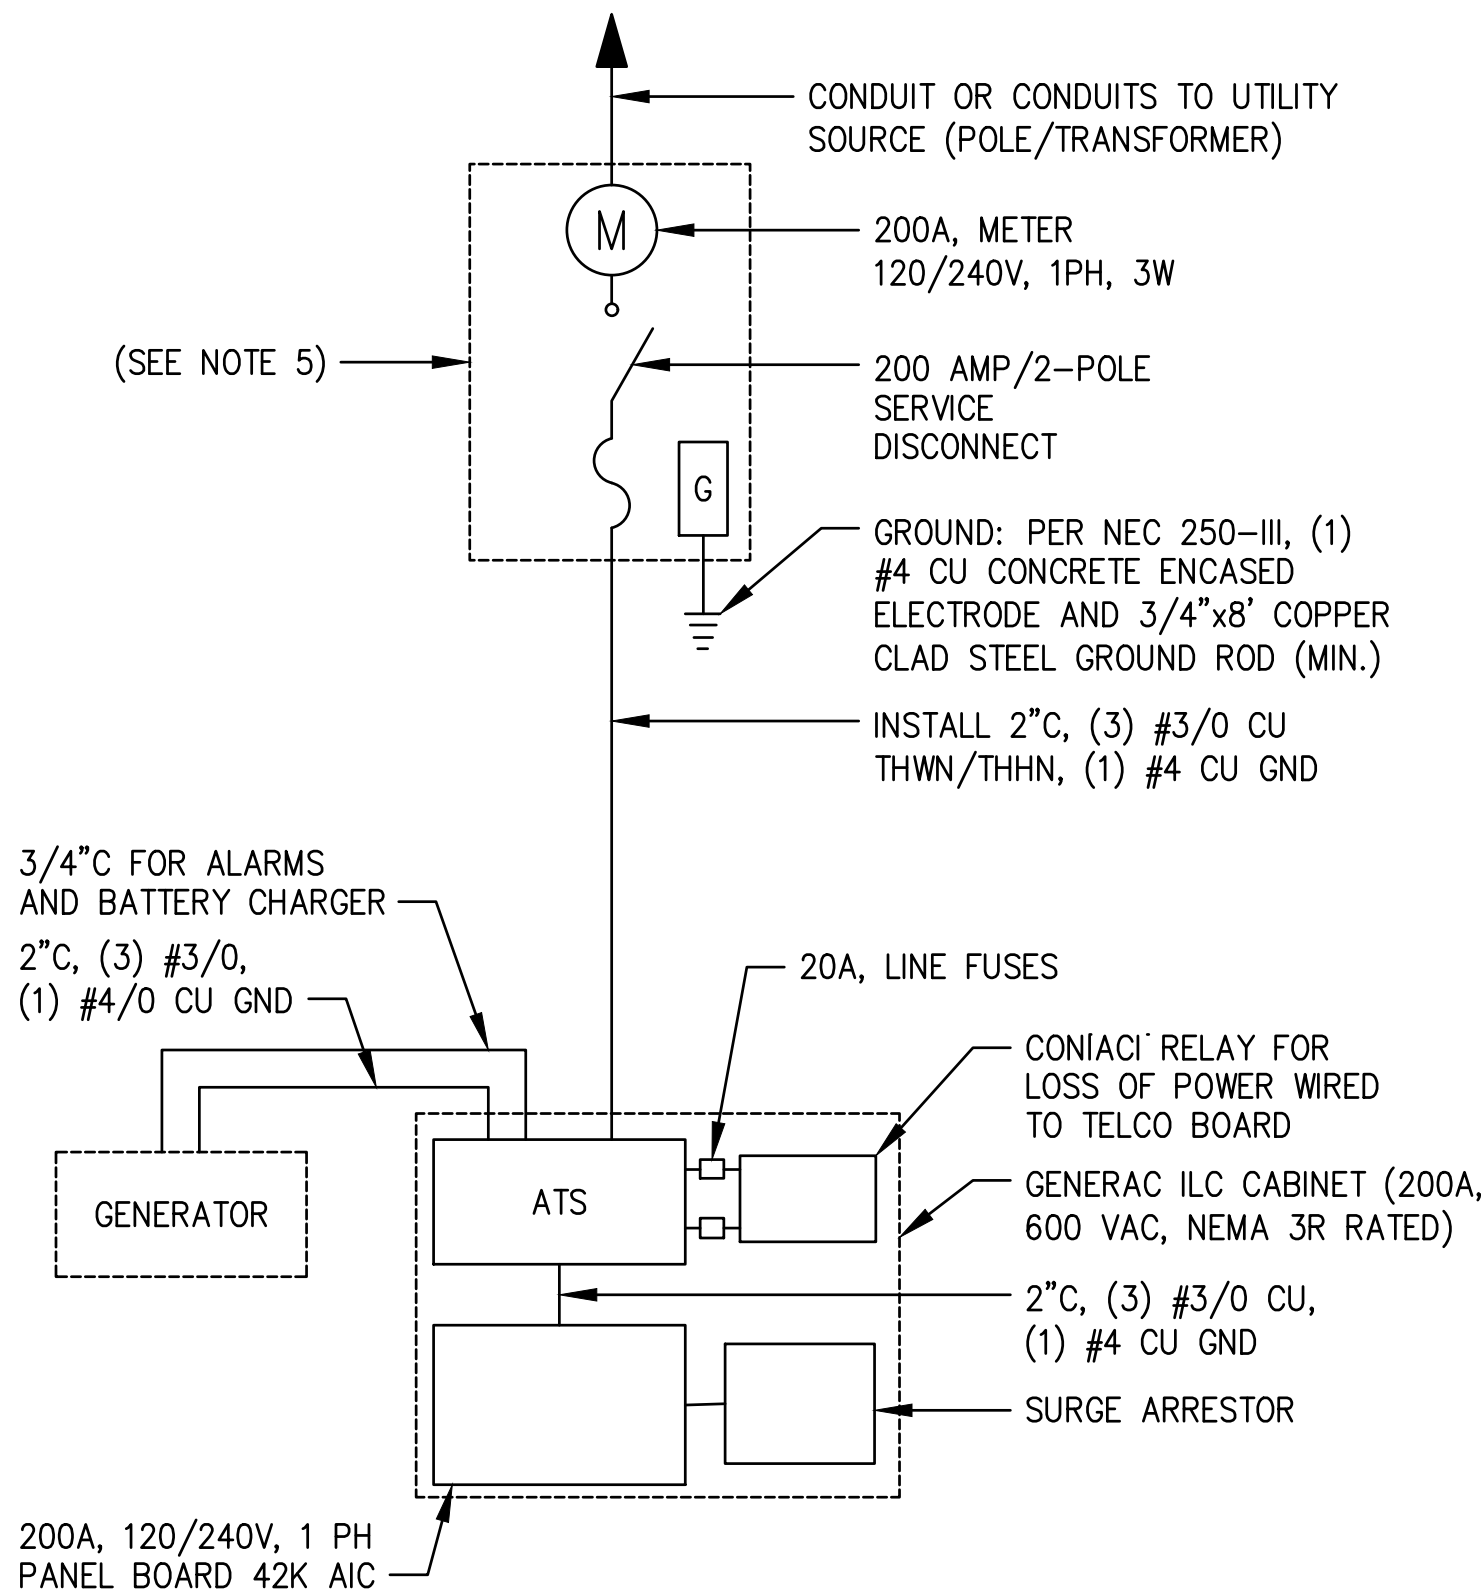 CONDUIT OR CONDUITS TO UTILITY
SOURCE (POLE/TRANSFORMER)
M
200A, METER
120/240V, 1PH, 3W
(SEE NOTE 5)
200 AMP/2-POLE
SERVICE
DISCONNECT
G
GROUND: PER NEC 250-III, (1)
#4 CU CONCRETE ENCASED
ELECTRODE AND 3/4"x8' COPPER
CLAD STEEL GROUND ROD (MIN.)
INSTALL 2"C, (3) #3/0 CU
THWN/THHN, (1) #4 CU GND
3/4"C FOR ALARMS
AND BATTERY CHARGER
2"C, (3) #3/0,
(1) #4/0 CU GND
20A, LINE FUSES
CONTACT RELAY FOR
LOSS OF POWER WIRED
TO TELCO BOARD
GENERATOR
ATS
GENERAC ILC CABINET (200A,
600 VAC, NEMA 3R RATED)
2"C, (3) #3/0 CU,
(1) #4 CU GND
SURGE ARRESTOR
200A, 120/240V, 1 PH
PANEL BOARD 42K AIC